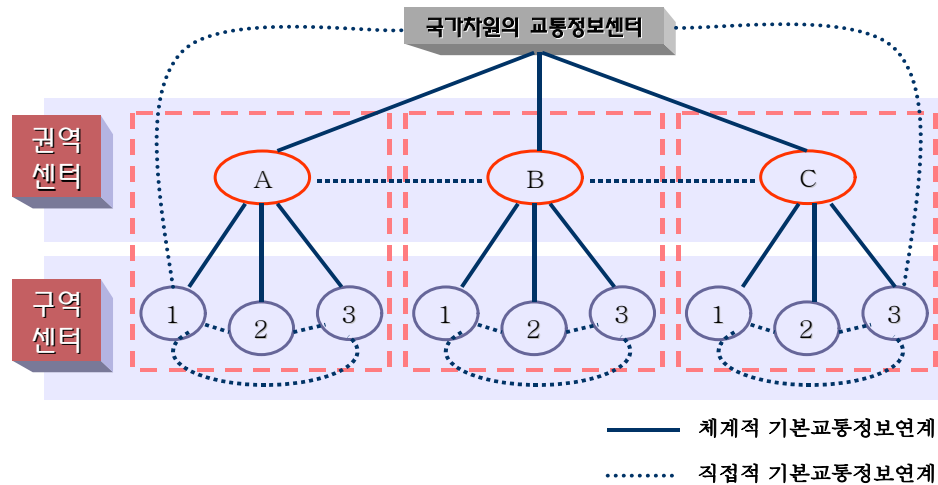 국가차원의 교통정보센터
권역
센터
A
B
C
구역
센터
1
2
3
1
2
3
1
2
3
체계적 기본교통정보연계
직접적 기본교통정보연계